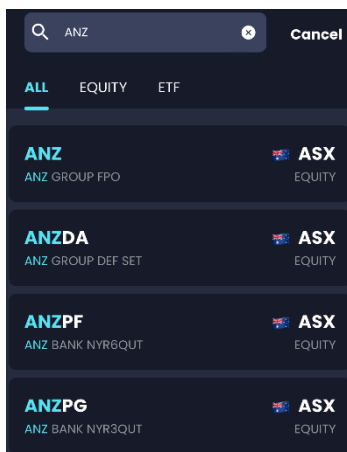 ANZ Cancel
ALL EQUITY ETF
ANZ ASX
ANZ GROUP FPO EQUITY
ANZDA ASX
ANZ GROUP DEF SET EQUITY
ANZPF ASX
ANZ BANK NYR6QUT EQUITY
ANZPG ASX
ANZ BANK NYR3QUT EQUITY